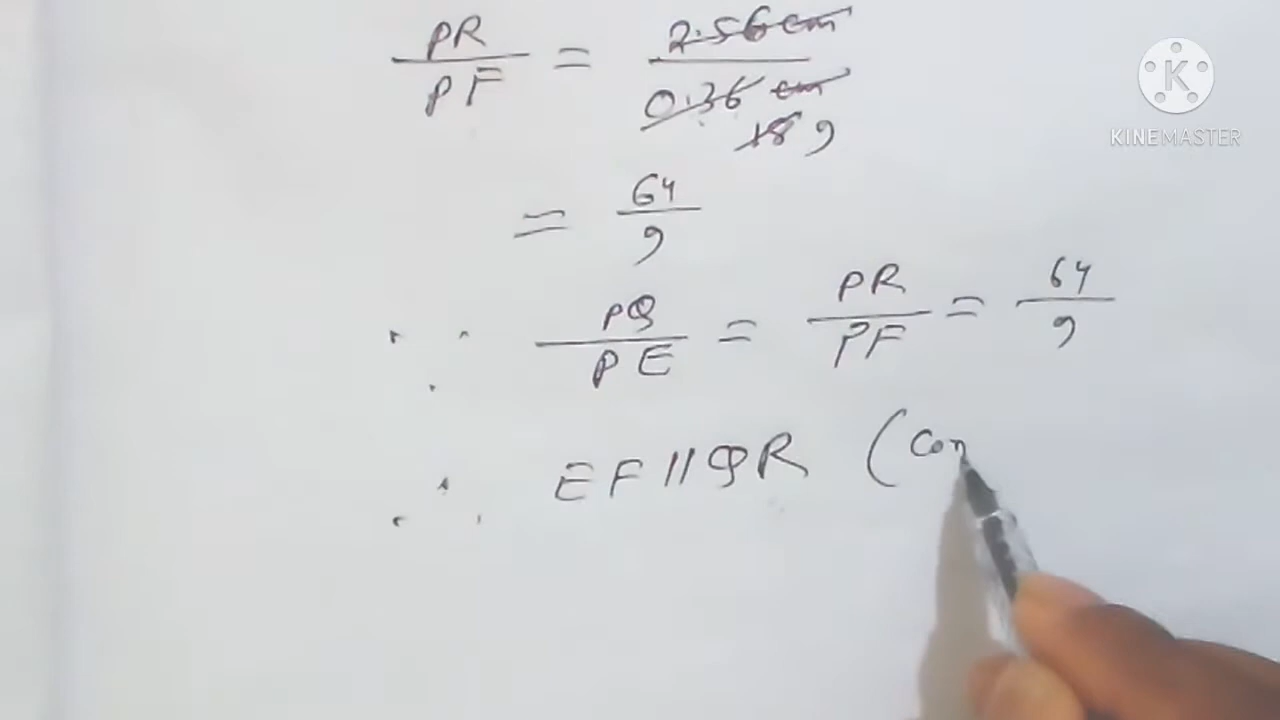 PR / PF = 2.56 cm / 0.36 cm
18 9
= 64 / 9
∴ PQ / PE = PR / PF = 64 / 9
∴ EF || QR (Con
K
KINEMASTER